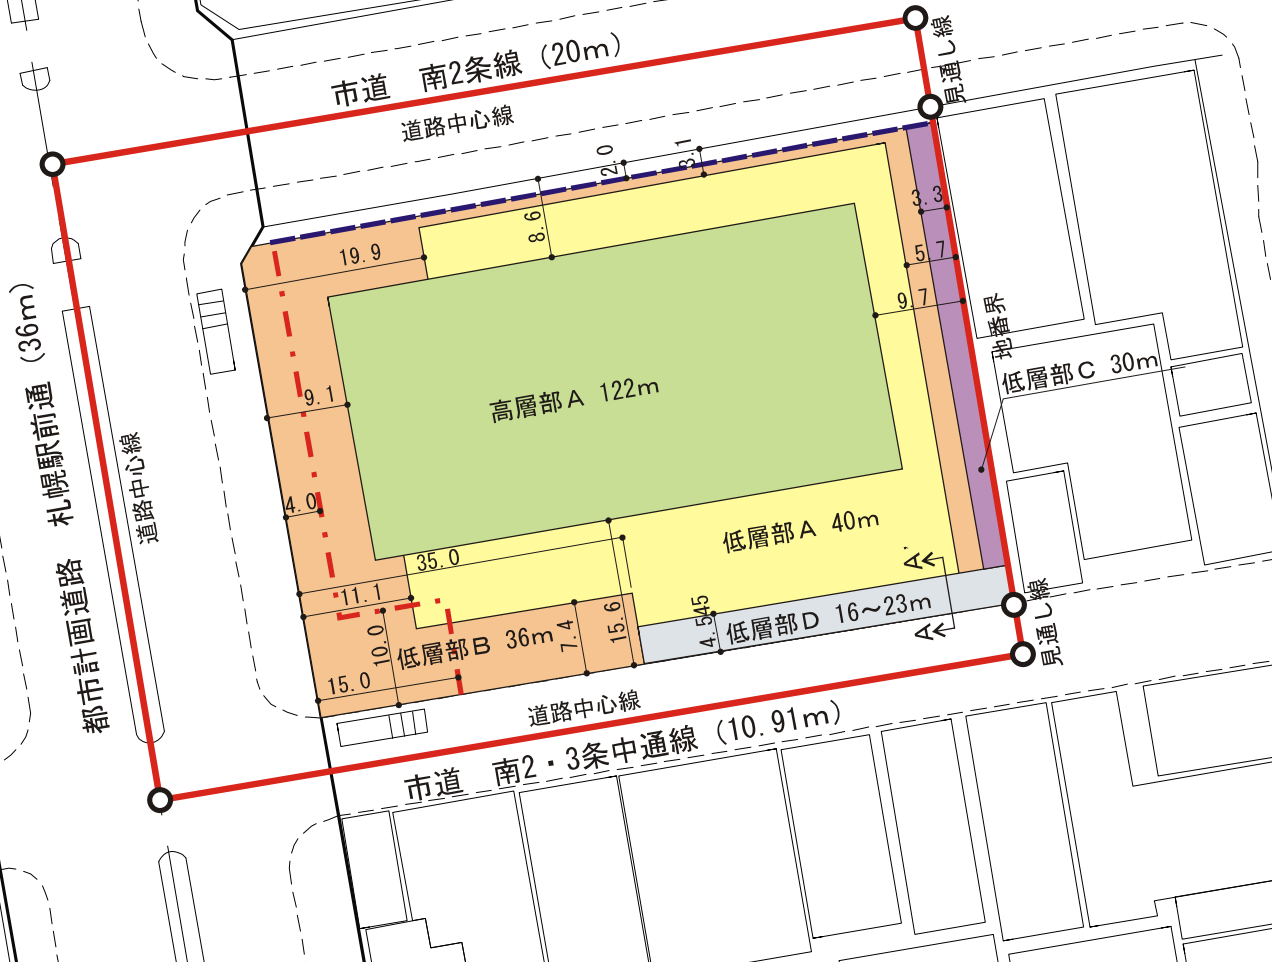 市道　南2条線（20m）
見通し線
道路中心線
2.0
3.1
3.3
8.6
19.9
5.7
9.7
地番界
低層部C 30m
都市計画道路　札幌駅前通（36m）
道路中心線
9.1
高層部A 122m
4.0
35.0
低層部A 40m
A
11.1
10.0
低層部B 36m
7.4
15.6
4.545
低層部D 16～23m
A
見通し線
15.0
道路中心線
市道　南2・3条中通線（10.91m）